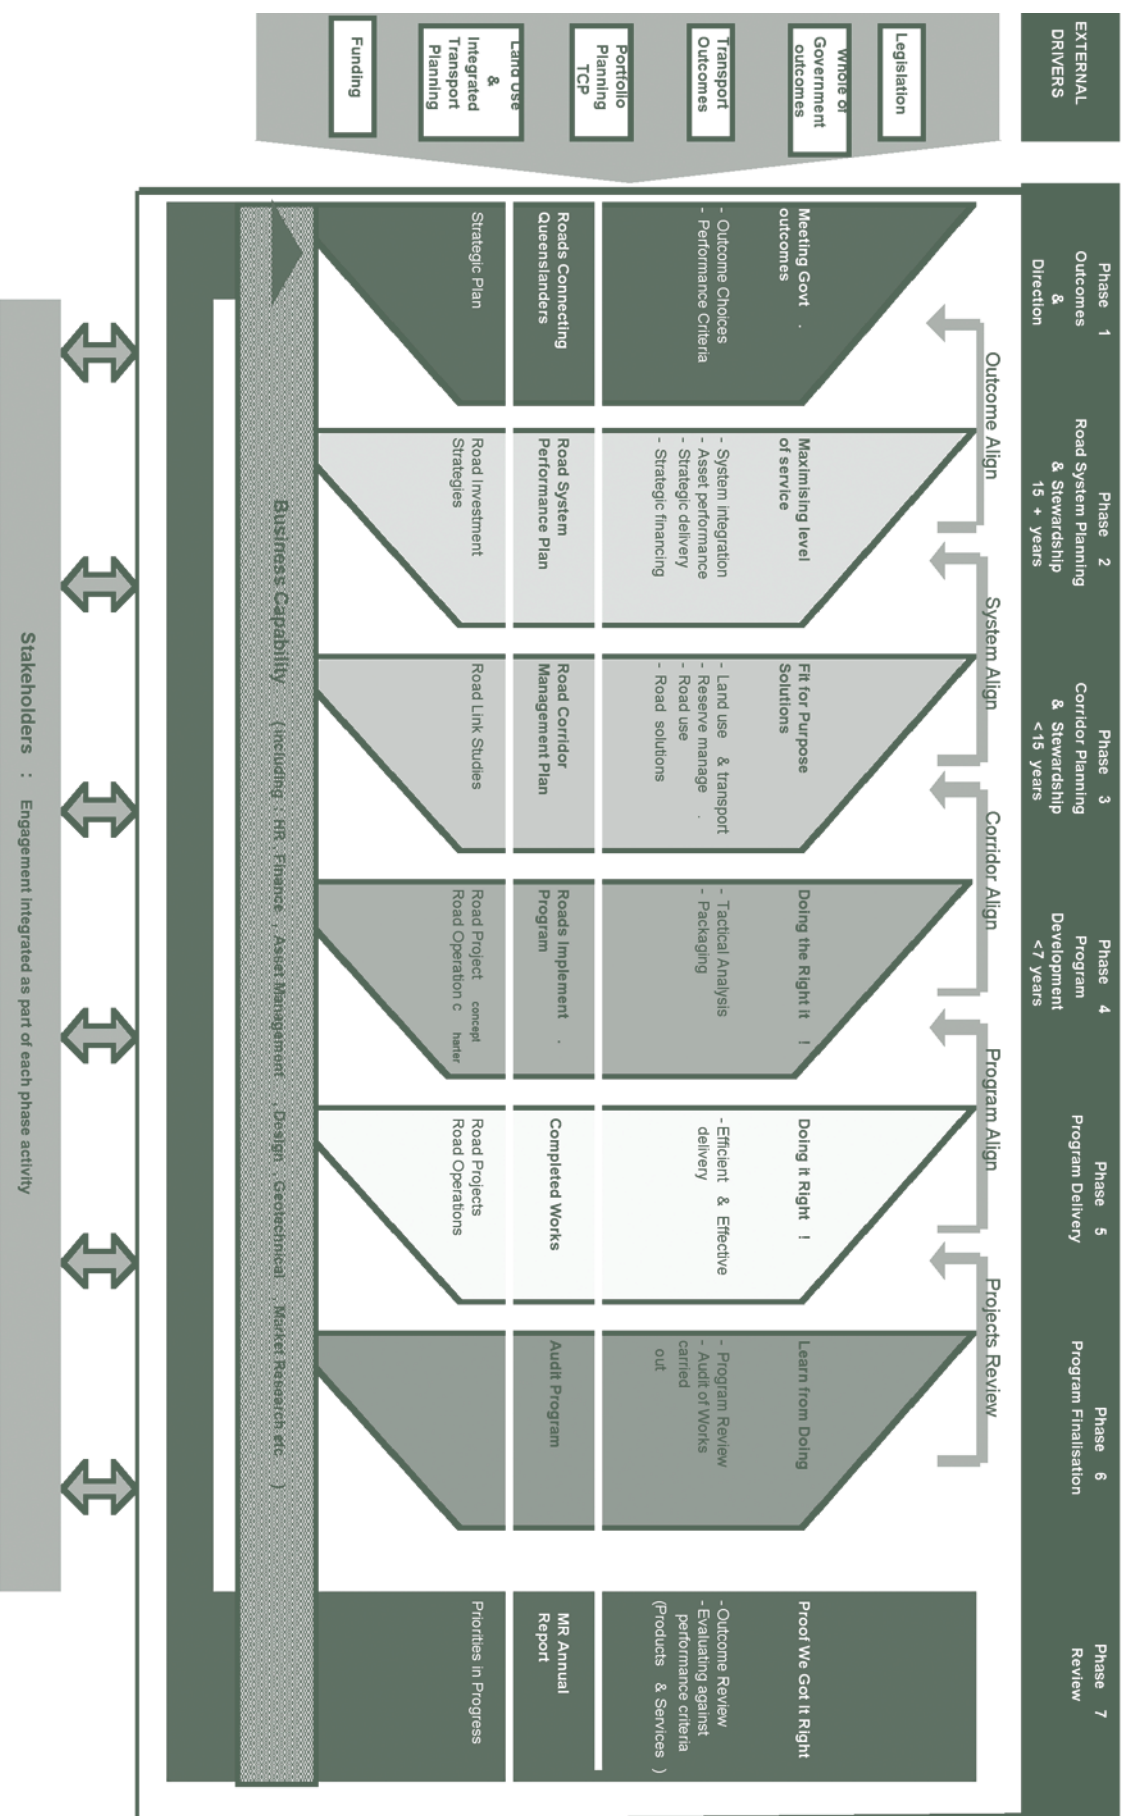 EXTERNAL
DRIVERS
Legislation
Whole of
Government
outcomes
Transport
Outcomes
Portfolio
Planning
TCP
Land Use
&
Integrated
Transport
Planning
Funding
Phase 1
Outcomes
&
Direction
Phase 2
Road System Planning
& Stewardship
15 + years
Phase 3
Corridor Planning
& Stewardship
<15 years
Phase 4
Program
Development
<7 years
Phase 5
Program Delivery
Phase 6
Program Finalisation
Phase 7
Review
Outcome Align
System Align
Corridor Align
Program Align
Projects Review
Meeting Govt .
outcomes
- Outcome Choices
- Performance Criteria
Roads Connecting
Queenslanders
Strategic Plan
Maximising level
of service
- System integration
- Asset performance
- Strategic delivery
- Strategic financing
Road System
Performance Plan
Road Investment
Strategies
Fit for Purpose
Solutions
- Land use & transport
- Reserve manage .
- Road use
- Road solutions
Road Corridor
Management Plan
Road Link Studies
Doing the Right it !
- Tactical Analysis
- Packaging
Roads Implement .
Program
Road Project concept
Road Operation c harter
Doing it Right !
- Efficient & Effective
delivery
Completed Works
Road Projects
Road Operations
Learn from Doing
- Program Review
- Audit of Works
carried
out
Audit Program
Proof We Got It Right
-Outcome Review
- Evaluating against
performance criteria
(Products & Services )
MR Annual
Report
Priorities in Progress
Business Capability (including HR , Finance , Asset Management , Design , Geotechnical , Market Research etc )
Stakeholders : Engagement integrated as part of each phase activity